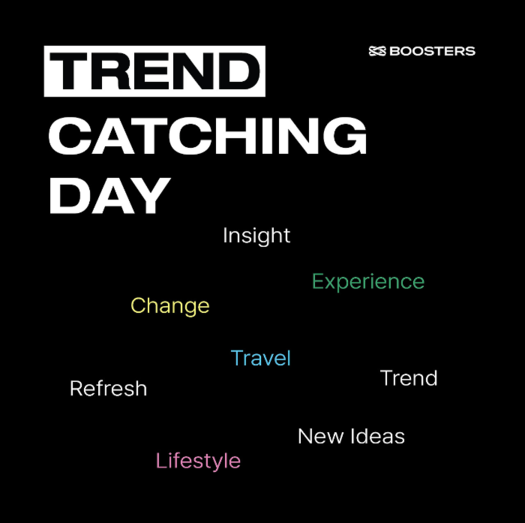 TREND
BOOSTERS
CATCHING
DAY
Insight
Experience
Change
Travel
Trend
Refresh
New Ideas
Lifestyle